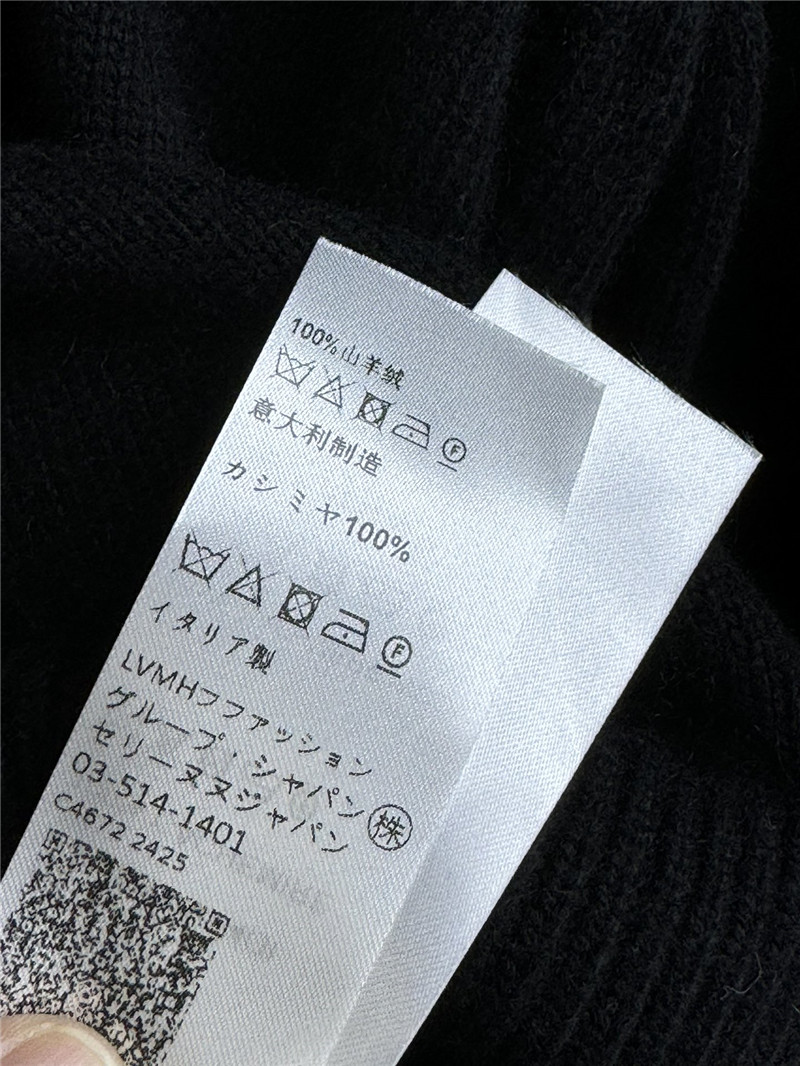 100%山羊绒
F
意大利制造
カシミヤ100%
F
イタリア製
LVMHフファッション
グループ・シャパン㈱
セリーヌヌジャパン
03-514-1401
C4672 2425